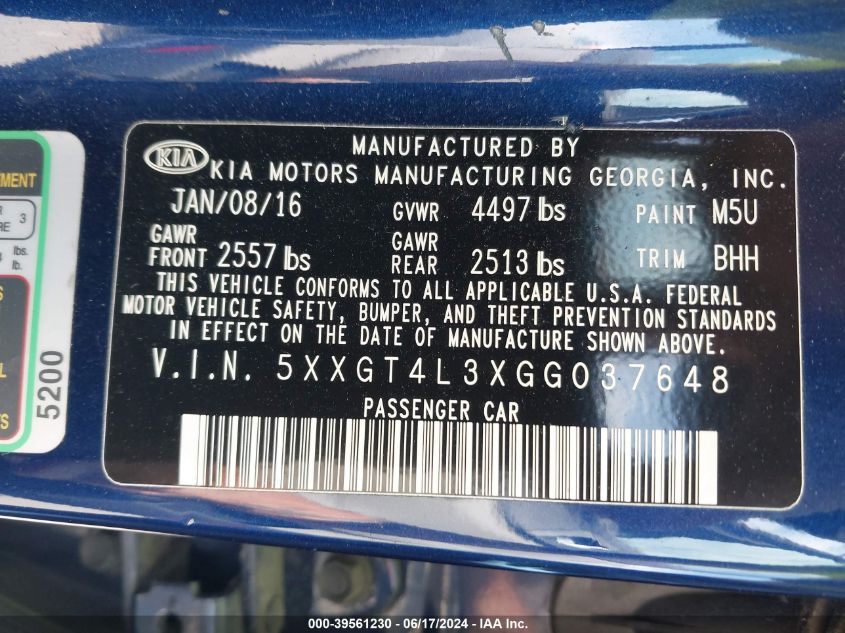 MANUFACTURED BY
KIA KIA MOTORS MANUFACTURING GEORGIA, INC.
JAN/08/16 GVWR 4497 lbs PAINT M5U
GAWR FRONT 2557 lbs GAWR REAR 2513 lbs TRIM BHH
THIS VEHICLE CONFORMS TO ALL APPLICABLE U.S.A. FEDERAL
MOTOR VEHICLE SAFETY, BUMPER, AND THEFT PREVENTION STANDARDS
IN EFFECT ON THE DATE OF MANUFACTURE SHOWN ABOVE.
V.I.N. 5XXGT4L3XGG037648
PASSENGER CAR
3
lbs.
lb.
5200
000-39561230 - 06/17/2024 - IAA Inc.